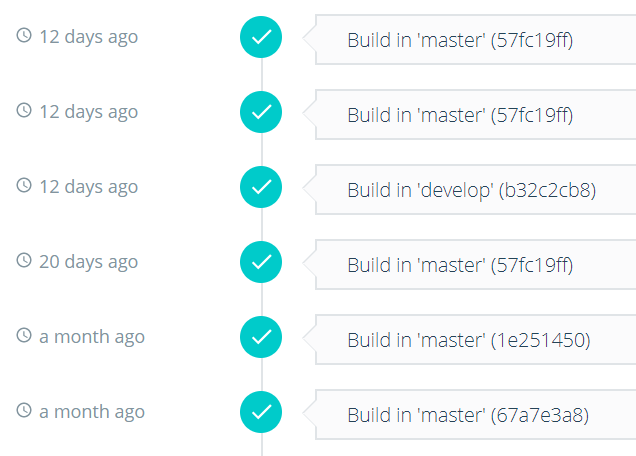 12 days ago Build in 'master' (57fc19ff)
12 days ago Build in 'master' (57fc19ff)
12 days ago Build in 'develop' (b32c2cb8)
20 days ago Build in 'master' (57fc19ff)
a month ago Build in 'master' (1e251450)
a month ago Build in 'master' (67a7e3a8)